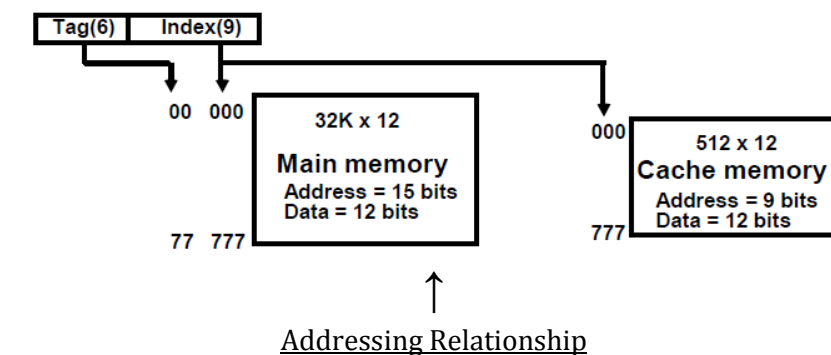 Tag(6) Index(9)
00 000
32K x 12
Main memory
Address = 15 bits
Data = 12 bits
77 777
000
512 x 12
Cache memory
Address = 9 bits
Data = 12 bits
777
Addressing Relationship